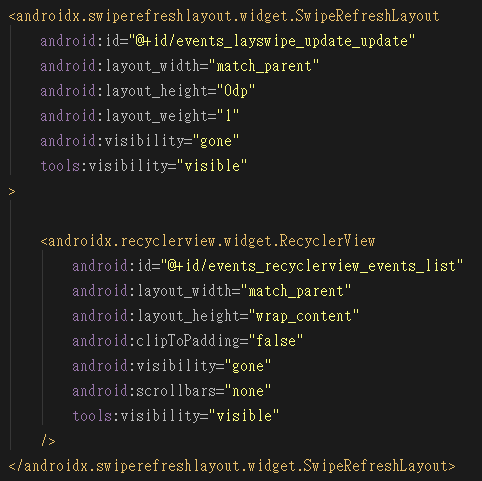 <androidx.swiperefreshlayout.widget.SwipeRefreshLayout
    android:id="@+id/events_layswipe_update_update"
    android:layout_width="match_parent"
    android:layout_height="0dp"
    android:layout_weight="1"
    android:visibility="gone"
    tools:visibility="visible"
>
    <androidx.recyclerview.widget.RecyclerView
        android:id="@+id/events_recyclerview_events_list"
        android:layout_width="match_parent"
        android:layout_height="wrap_content"
        android:clipToPadding="false"
        android:visibility="gone"
        android:scrollbars="none"
        tools:visibility="visible"
    />
</androidx.swiperefreshlayout.widget.SwipeRefreshLayout>